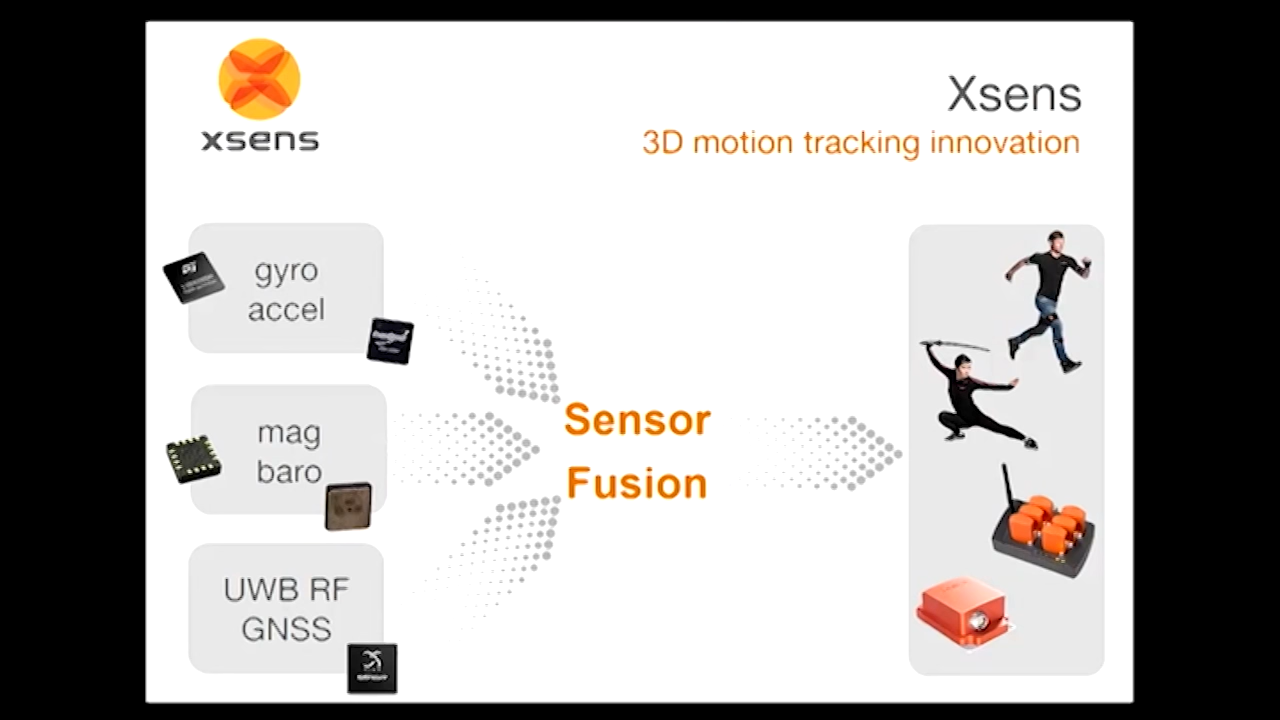 xsens
Xsens
3D motion tracking innovation
gyro
accel
mag
baro
UWB RF
GNSS
Sensor
Fusion